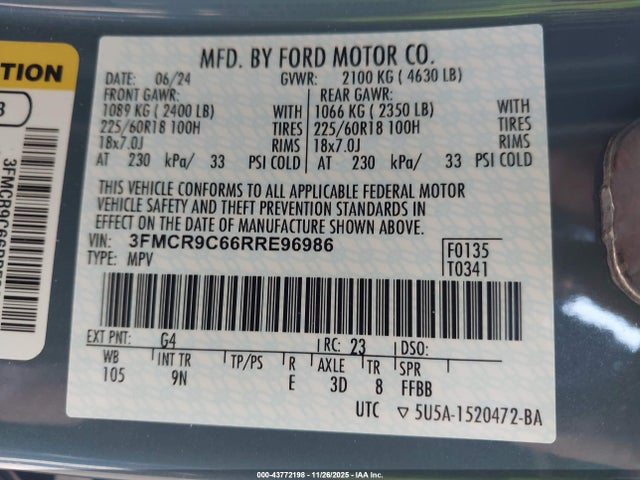 MFD. BY FORD MOTOR CO.
DATE: 06/24 GVWR: 2100 KG ( 4630 LB)
FRONT GAWR: REAR GAWR:
1089 KG ( 2400 LB) WITH 1066 KG ( 2350 LB) WITH
225/60R18 100H TIRES 225/60R18 100H TIRES
18x7.0J RIMS 18x7.0J RIMS
AT 230 kPa/ 33 PSI COLD AT 230 kPa/ 33 PSI COLD
THIS VEHICLE CONFORMS TO ALL APPLICABLE FEDERAL MOTOR
VEHICLE SAFETY AND THEFT PREVENTION STANDARDS IN
EFFECT ON THE DATE OF MANUFACTURE SHOWN ABOVE.
VIN: 3FMCR9C66RRE96986
TYPE: MPV
F0135
T0341
EXT PNT: G4 RC: 23 DSO:
WB INT TR TP/PS R AXLE TR SPR
105 9N E 3D 8 FFBB
UTC ▽ 5U5A-1520472-BA
000-43772198 - 11/26/2025 - IAA Inc.